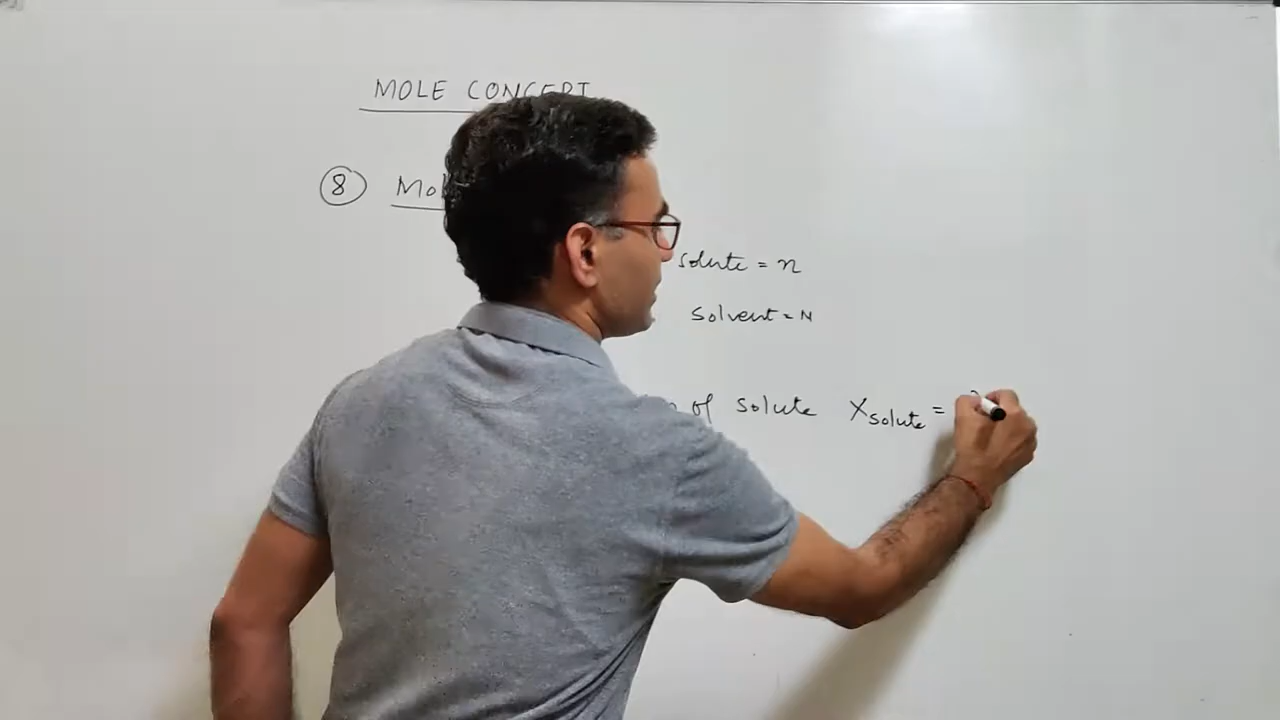 MOLE CONCEPT
8 Mol
solute = n
solvent = N
of solute X solute =